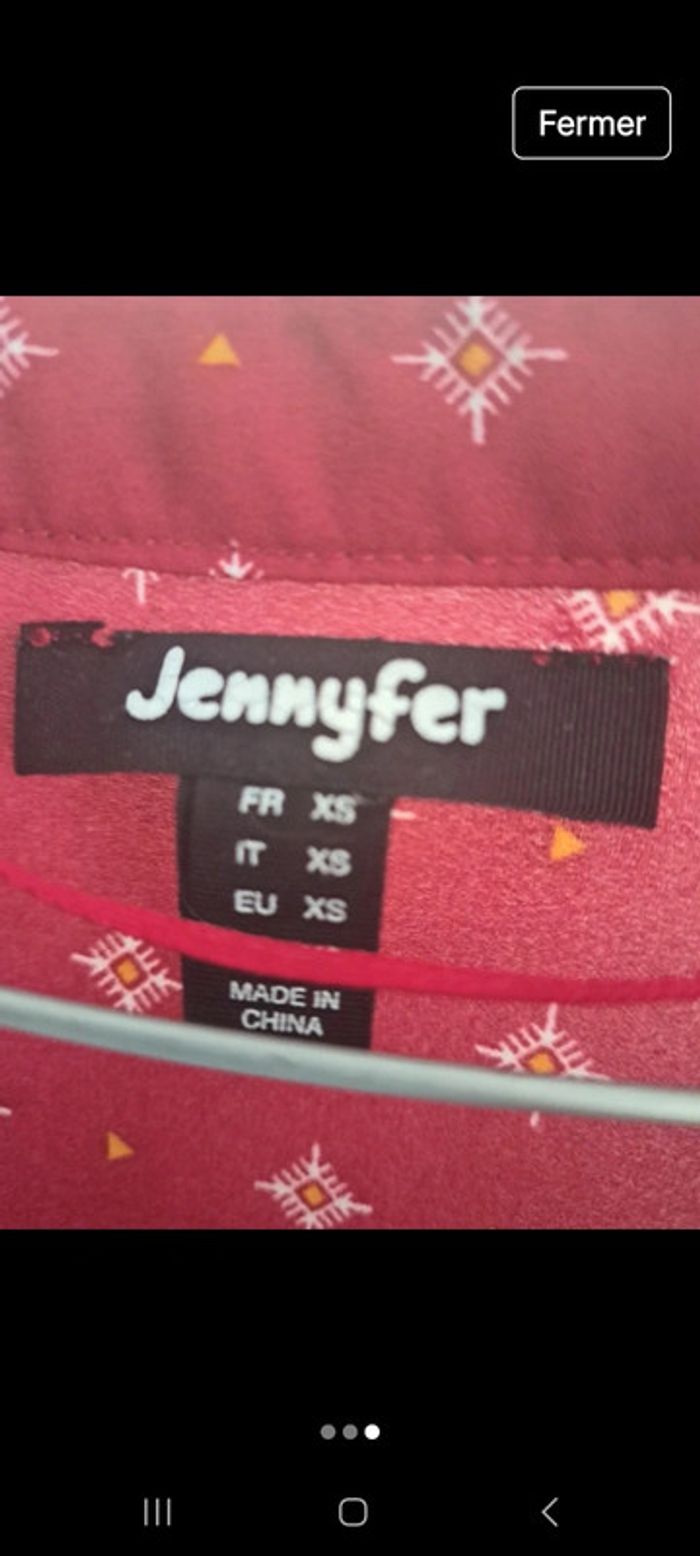 Fermer
Jennyfer
FR XS
IT XS
EU XS
MADE IN
CHINA